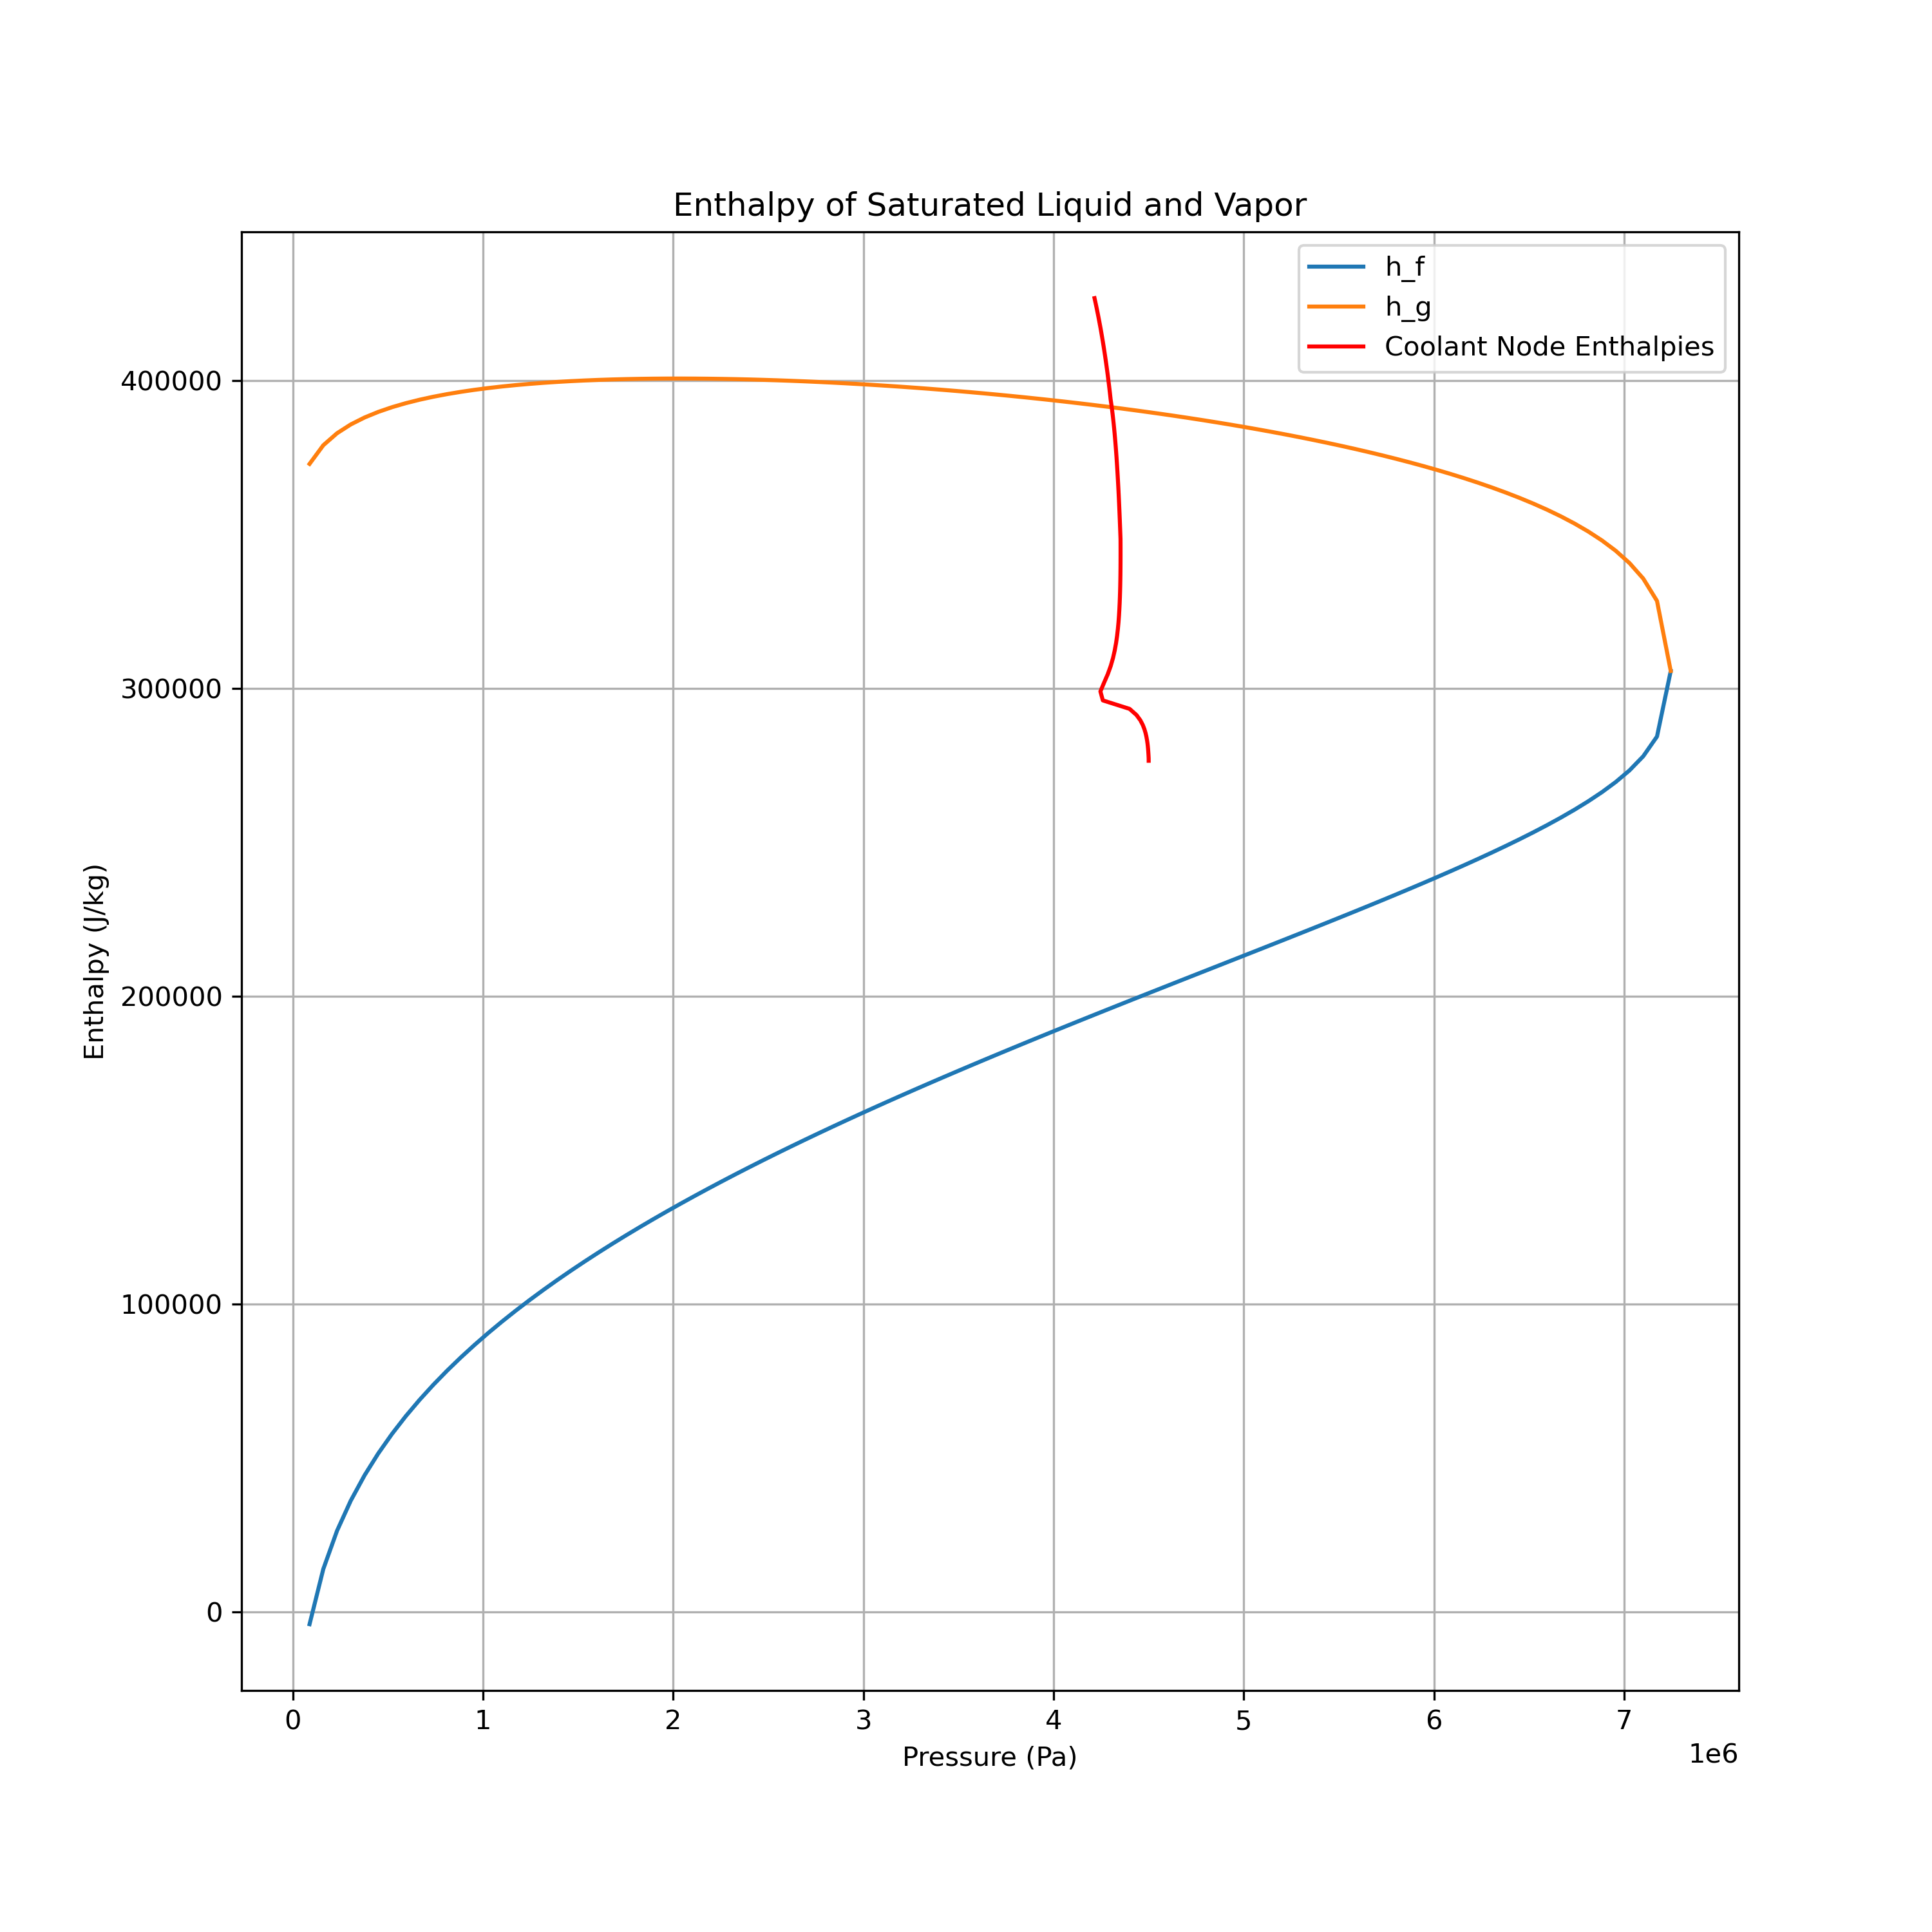 Enthalpy of Saturated Liquid and Vapor
h_f
h_g
Coolant Node Enthalpies
400000
300000
200000
100000
0
Enthalpy (J/kg)
0 1 2 3 4 5 6 7
1e6
Pressure (Pa)